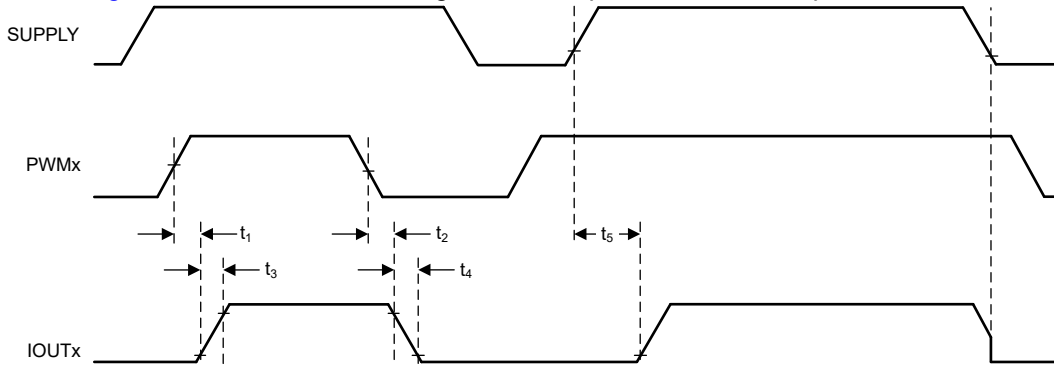 SUPPLY
PWMx
t₁
t₂
t₅
t₃
t₄
IOUTx